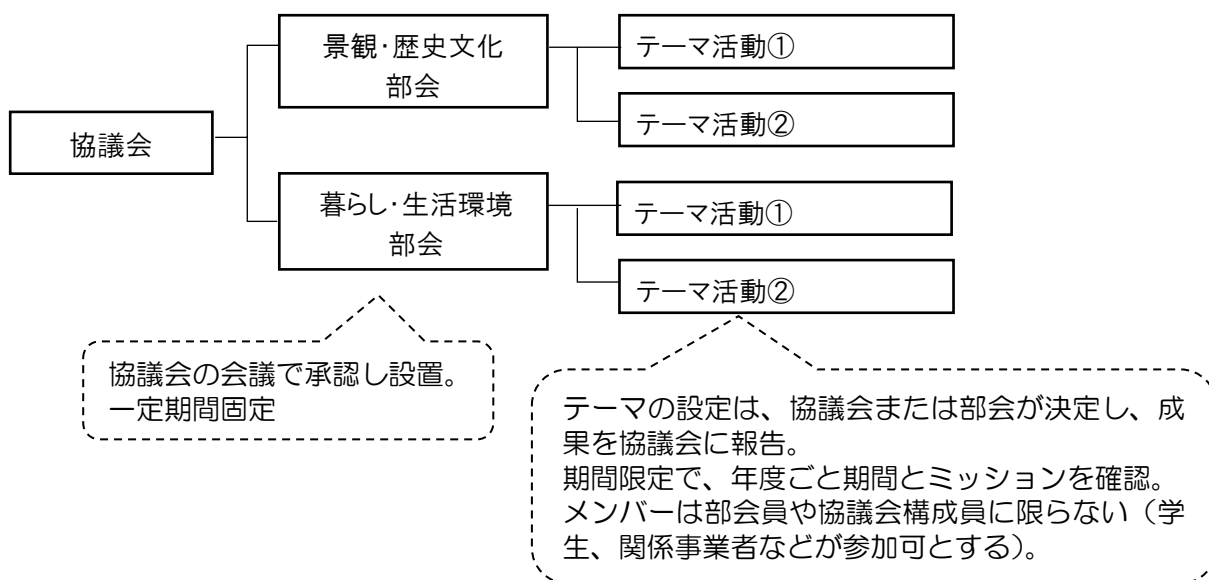 協議会
景観・歴史文化
部会
テーマ活動①
テーマ活動②
暮らし・生活環境
部会
テーマ活動①
テーマ活動②
協議会の会議で承認し設置。
一定期間固定
テーマの設定は、協議会または部会が決定し、成
果を協議会に報告。
期間限定で、年度ごと期間とミッションを確認。
メンバーは部会員や協議会構成員に限らない（学
生、関係事業者などが参加可とする）。